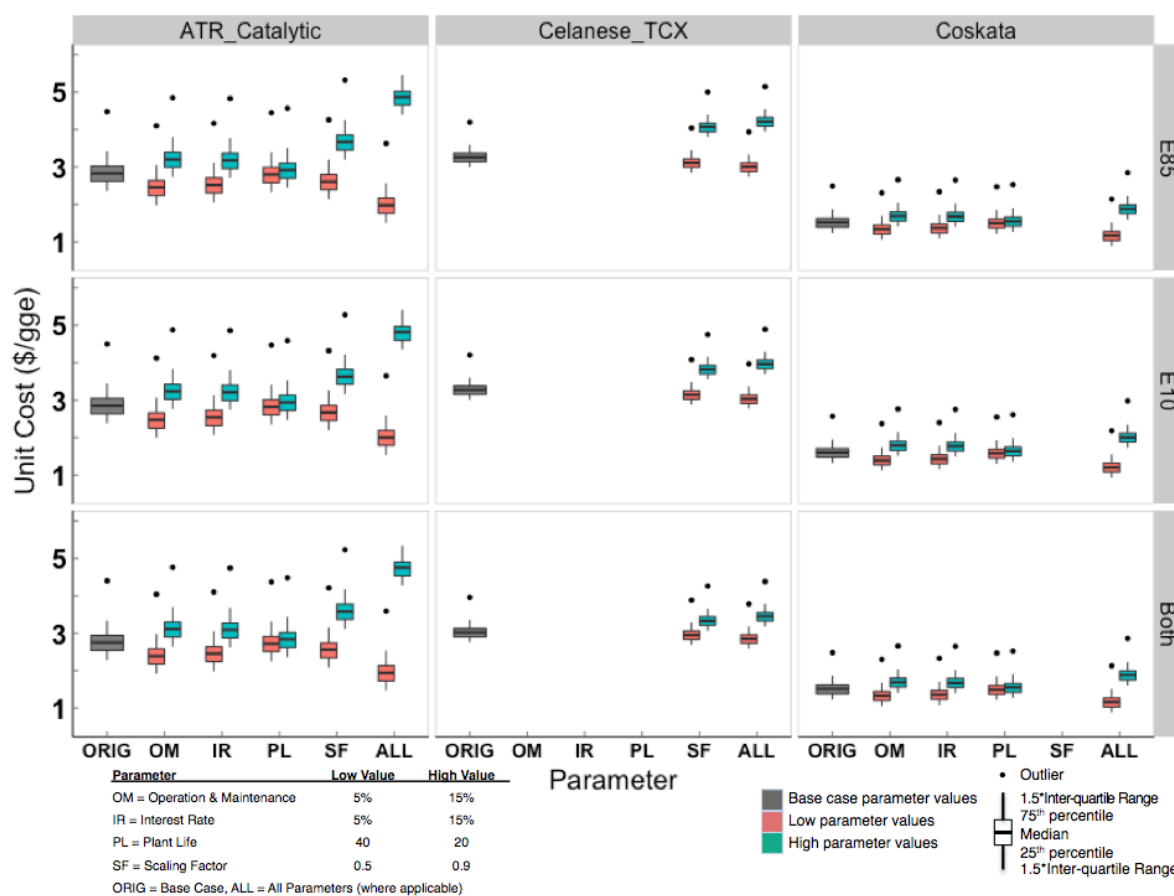 ATR_Catalytic Celanese_TCX Coskata
Unit Cost ($/gge)
5
3
1
E85
5
3
1
E10
5
3
1
Both
ORIG OM IR PL SF ALL ORIG OM IR PL SF ALL ORIG OM IR PL SF ALL
Parameter
Parameter Low Value High Value
OM = Operation & Maintenance 5% 15%
IR = Interest Rate 5% 15%
PL = Plant Life 40 20
SF = Scaling Factor 0.5 0.9
ORIG = Base Case, ALL = All Parameters (where applicable)
Base case parameter values
Low parameter values
High parameter values
Outlier
1.5*Inter-quartile Range
75th percentile
Median
25th percentile
1.5*Inter-quartile Range